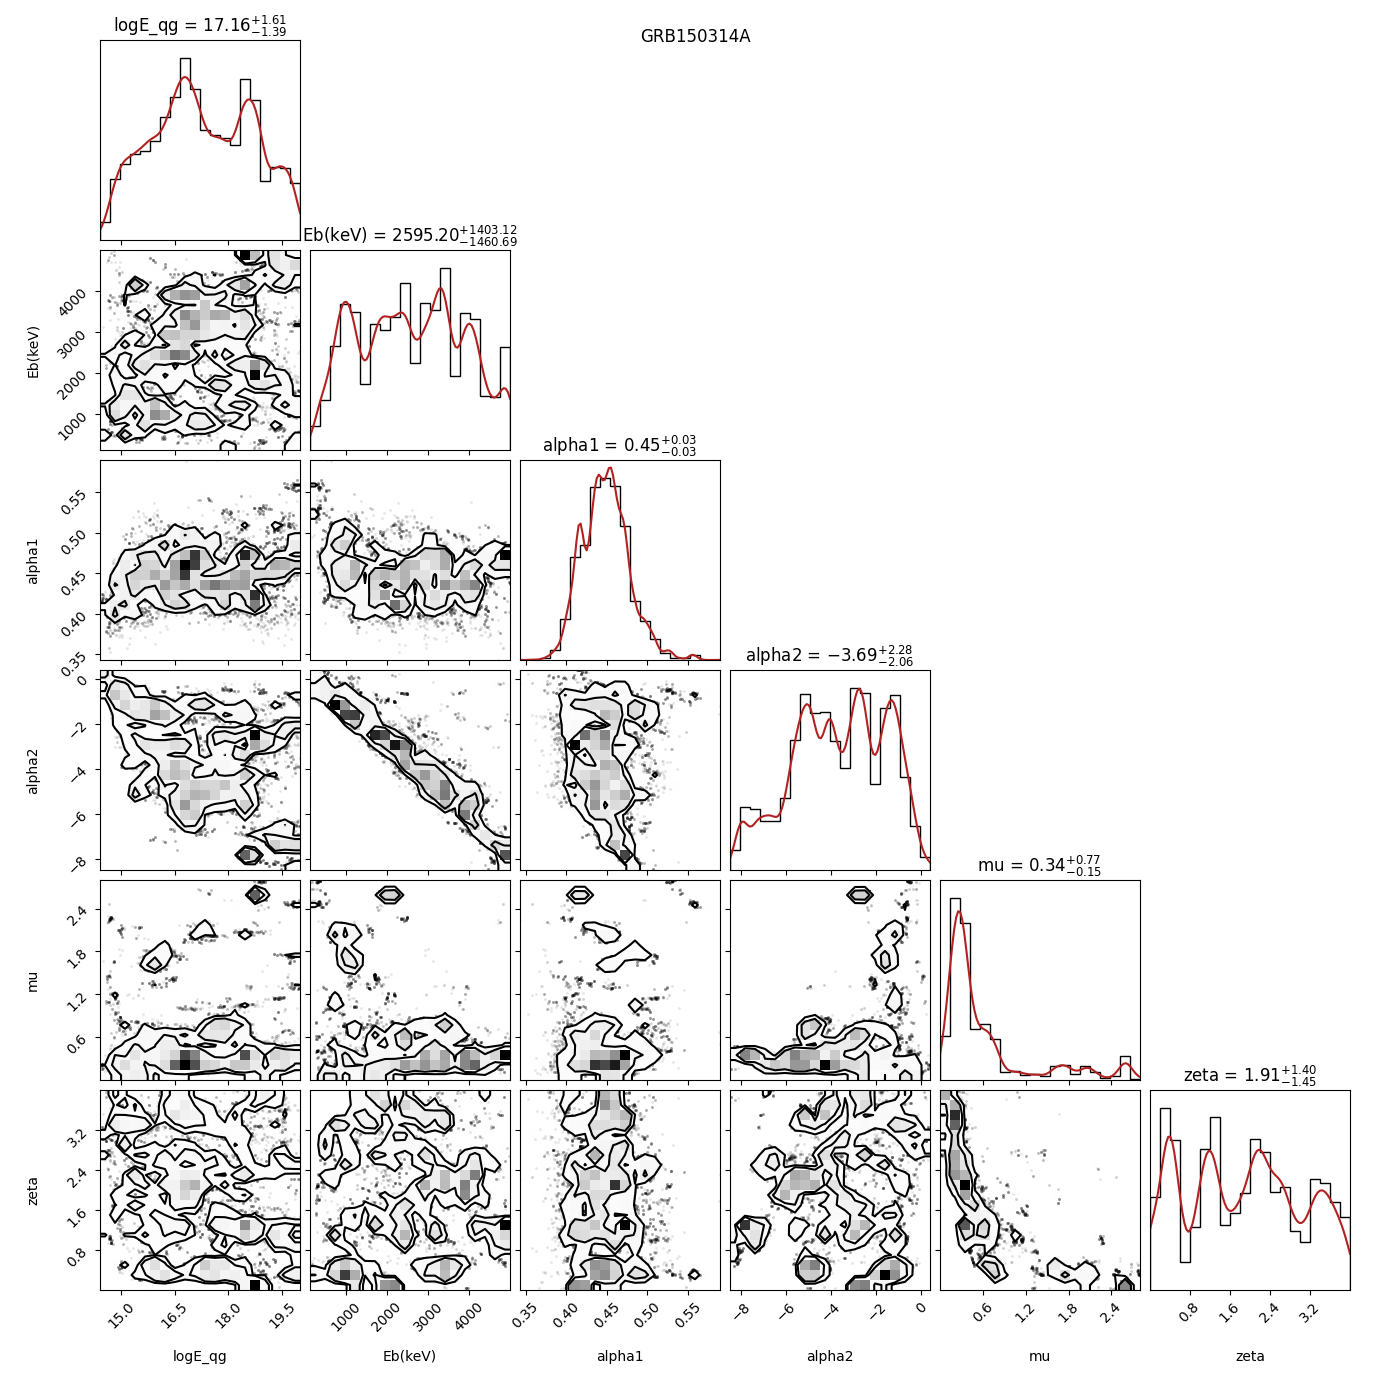 GRB150314A
logE_qg = 17.16+1.61 −1.39
Eb(keV) = 2595.20+1403.12 −1460.69
Eb(keV)
4000
3000
2000
1000
alpha1 = 0.45+0.03 −0.03
alpha1
0.55
0.50
0.45
0.40
0.35
alpha2 = −3.69+2.28 −2.06
alpha2
0
−2
−4
−6
−8
mu = 0.34+0.77 −0.15
mu
2.4
1.8
1.2
0.6
zeta = 1.91+1.40 −1.45
zeta
3.2
2.4
1.6
0.8
15.0 16.5 18.0 19.5
1000 2000 3000 4000
0.35 0.40 0.45 0.50 0.55
−8 −6 −4 −2 0
0.6 1.2 1.8 2.4
0.8 1.6 2.4 3.2
logE_qg Eb(keV) alpha1 alpha2 mu zeta